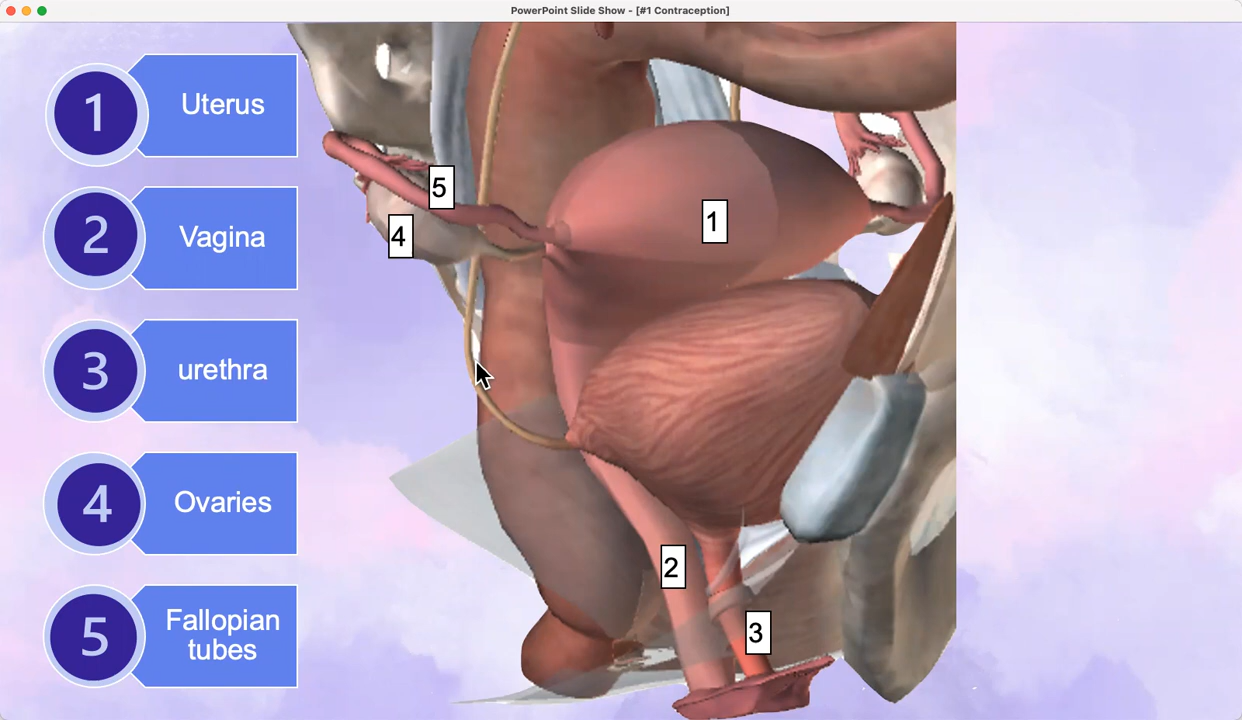 PowerPoint Slide Show - [#1 Contraception]
1
Uterus
2
Vagina
3
urethra
4
Ovaries
5
Fallopian
tubes
5
4
1
2
3